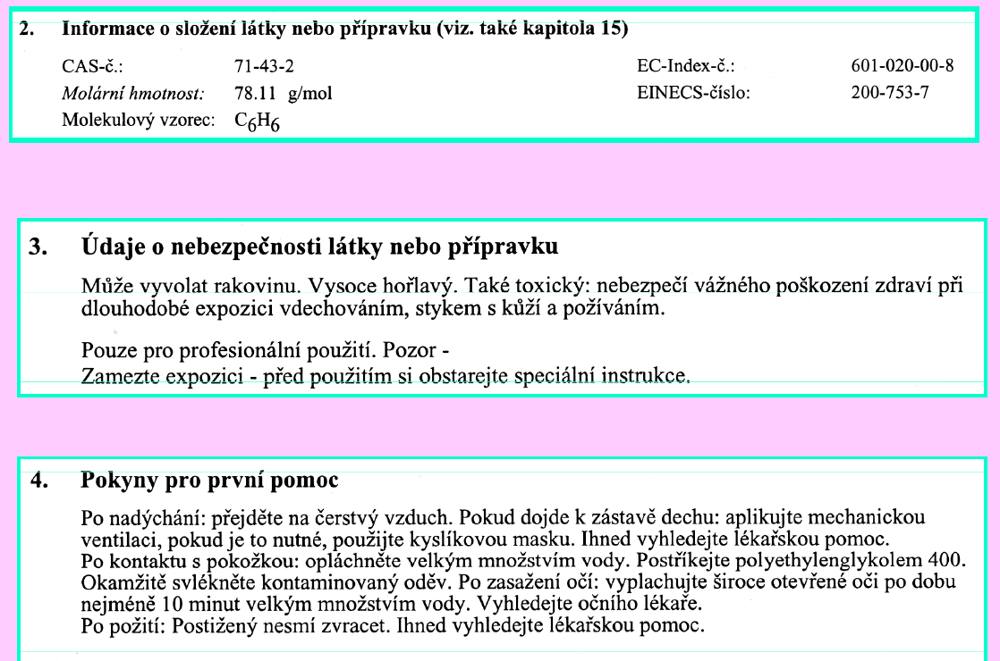 2. Informace o složení látky nebo přípravku (viz. také kapitola 15)
CAS-č.: 71-43-2 EC-Index-č.: 601-020-00-8
Molární hmotnost: 78.11 g/mol EINECS-číslo: 200-753-7
Molekulový vzorec: C6H6
3. Údaje o nebezpečnosti látky nebo přípravku
Může vyvolat rakovinu. Vysoce hořlavý. Také toxický: nebezpečí vážného poškození zdraví při
dlouhodobé expozici vdechováním, stykem s kůží a požíváním.
Pouze pro profesionální použití. Pozor -
Zamezte expozici - před použitím si obstarejte speciální instrukce.
4. Pokyny pro první pomoc
Po nadýchání: přejděte na čerstvý vzduch. Pokud dojde k zástavě dechu: aplikujte mechanickou
ventilaci, pokud je to nutné, použijte kyslíkovou masku. Ihned vyhledejte lékařskou pomoc.
Po kontaktu s pokožkou: opláchněte velkým množstvím vody. Postříkejte polyethylenglykolem 400.
Okamžitě svlékněte kontaminovaný oděv. Po zasažení očí: vyplachujte široce otevřené oči po dobu
nejméně 10 minut velkým množstvím vody. Vyhledejte očního lékaře.
Po požití: Postižený nesmí zvracet. Ihned vyhledejte lékařskou pomoc.